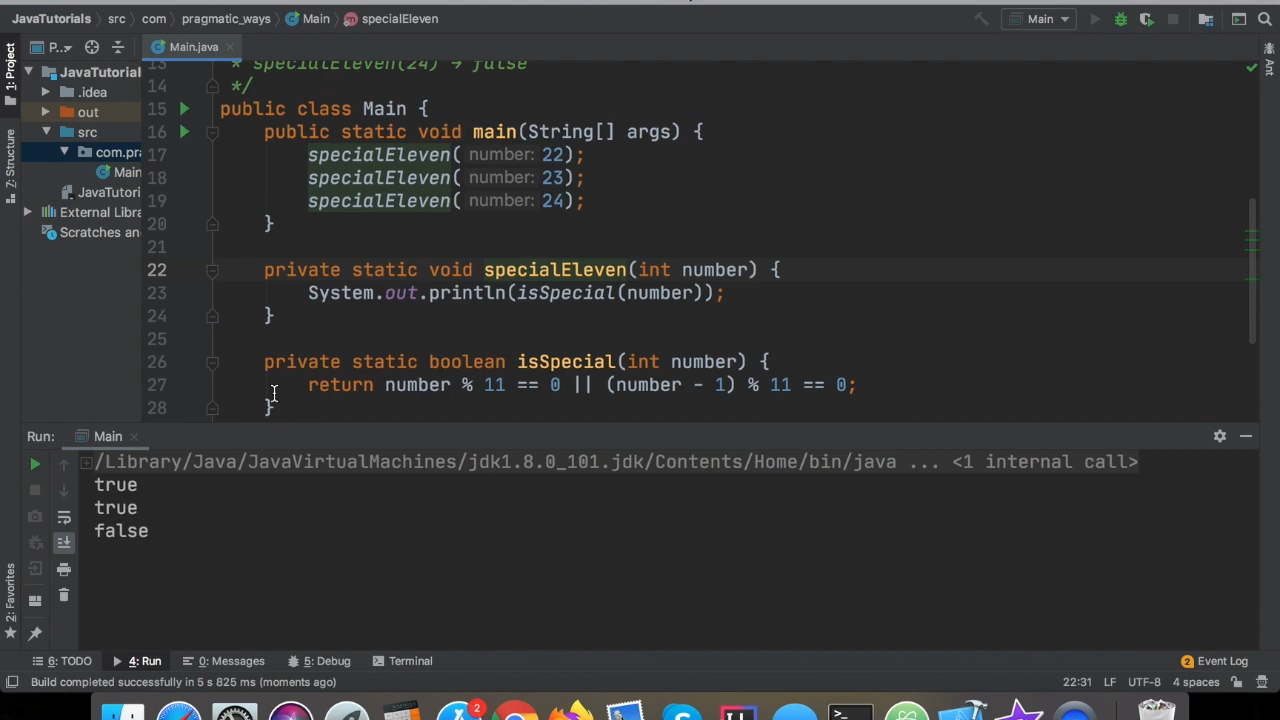 JavaTutorials src com pragmatic_ways Main specialEleven
Main
1: Project
P...
Main.java
Ant
JavaTutorial
.idea
out
src
com.pra
Main
JavaTutori
External Libra
Scratches an
7: Structure
13 * specialEleven(24) → false
14 */
15 public class Main {
16 public static void main(String[] args) {
17 specialEleven( number: 22);
18 specialEleven( number: 23);
19 specialEleven( number: 24);
20 }
21
22 private static void specialEleven(int number) {
23 System.out.println(isSpecial(number));
24 }
25
26 private static boolean isSpecial(int number) {
27 return number % 11 == 0 || (number - 1) % 11 == 0;
28 }
Run: Main
/Library/Java/JavaVirtualMachines/jdk1.8.0_101.jdk/Contents/Home/bin/java ... <1 internal call>
true
true
false
2: Favorites
6: TODO 4: Run 0: Messages 5: Debug Terminal 2 Event Log
Build completed successfully in 5 s 825 ms (moments ago) 22:31 LF UTF-8 4 spaces
2